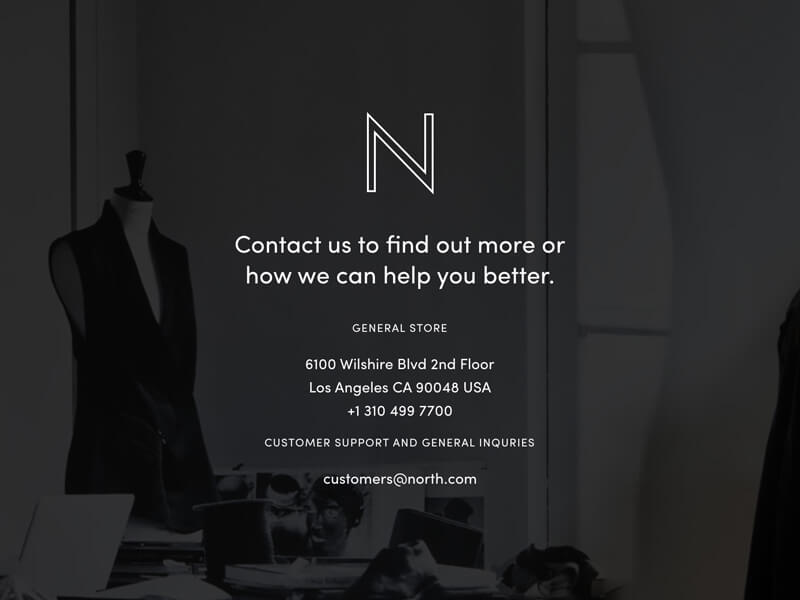 N
Contact us to find out more or
how we can help you better.
GENERAL STORE
6100 Wilshire Blvd 2nd Floor
Los Angeles CA 90048 USA
+1 310 499 7700
CUSTOMER SUPPORT AND GENERAL INQURIES
customers@north.com